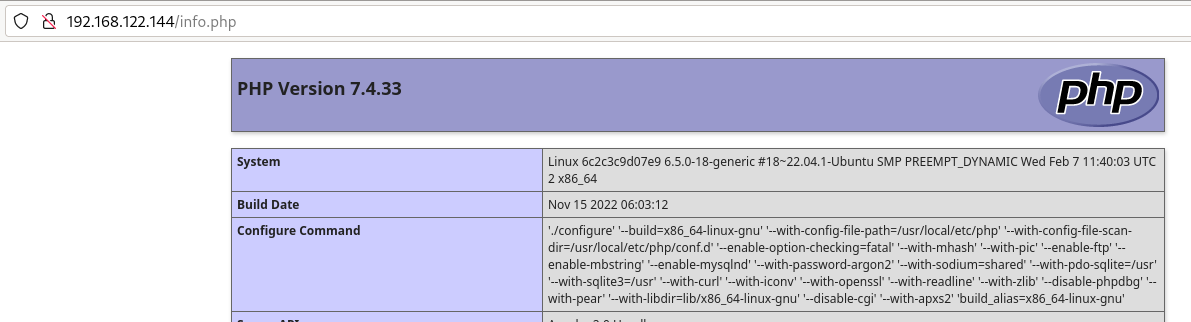 192.168.122.144/info.php
PHP Version 7.4.33
php
System
Linux 6c2c3c9d07e9 6.5.0-18-generic #18~22.04.1-Ubuntu SMP PREEMPT_DYNAMIC Wed Feb 7 11:40:03 UTC
2 x86_64
Build Date
Nov 15 2022 06:03:12
Configure Command
'./configure' '--build=x86_64-linux-gnu' '--with-config-file-path=/usr/local/etc/php' '--with-config-file-scan-
dir=/usr/local/etc/php/conf.d' '--enable-option-checking=fatal' '--with-mhash' '--with-pic' '--enable-ftp' '--
enable-mbstring' '--enable-mysqlnd' '--with-password-argon2' '--with-sodium=shared' '--with-pdo-sqlite=/usr'
'--with-sqlite3=/usr' '--with-curl' '--with-iconv' '--with-openssl' '--with-readline' '--with-zlib' '--disable-phpdbg' '--
with-pear' '--with-libdir=lib/x86_64-linux-gnu' '--disable-cgi' '--with-apxs2' 'build_alias=x86_64-linux-gnu'